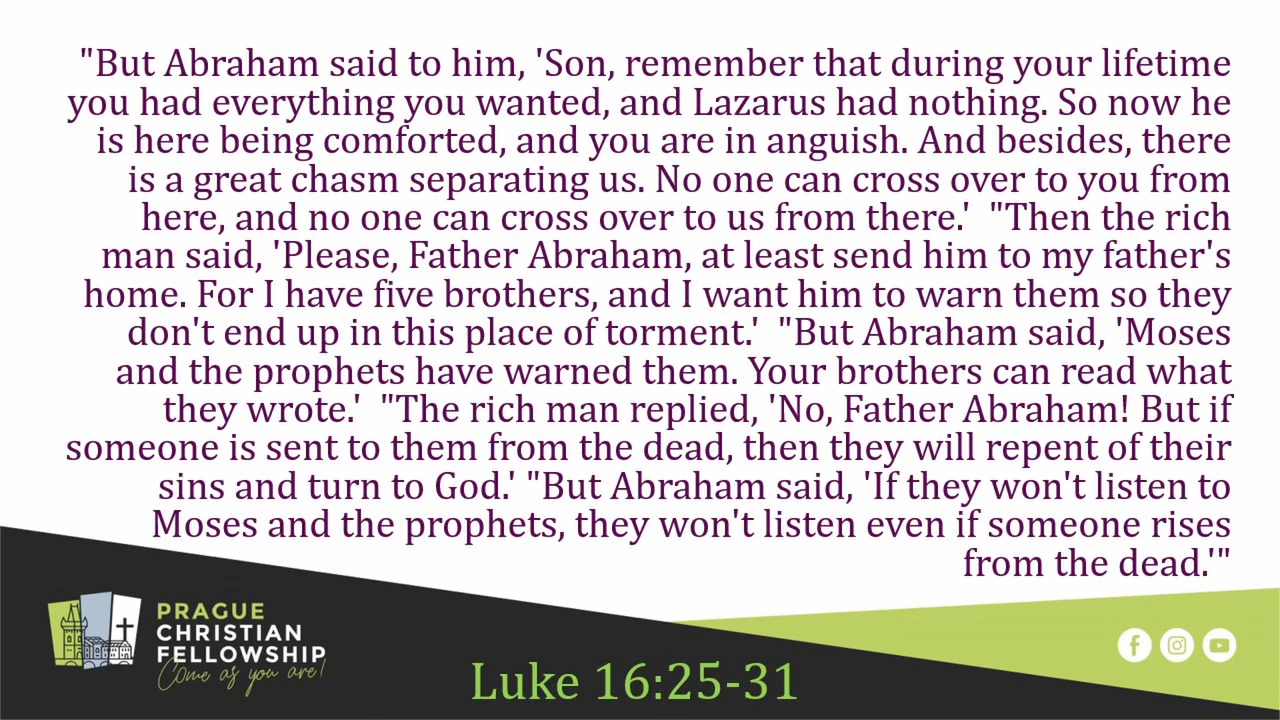 "But Abraham said to him, 'Son, remember that during your lifetime
you had everything you wanted, and Lazarus had nothing. So now he
is here being comforted, and you are in anguish. And besides, there
is a great chasm separating us. No one can cross over to you from
here, and no one can cross over to us from there.'  "Then the rich
man said, 'Please, Father Abraham, at least send him to my father's
home. For I have five brothers, and I want him to warn them so they
don't end up in this place of torment.'  "But Abraham said, 'Moses
and the prophets have warned them. Your brothers can read what
they wrote.'  "The rich man replied, 'No, Father Abraham! But if
someone is sent to them from the dead, then they will repent of their
sins and turn to God.' "But Abraham said, 'If they won't listen to
Moses and the prophets, they won't listen even if someone rises
from the dead.'"
PRAGUE
CHRISTIAN
FELLOWSHIP
Come as you are!
Luke 16:25-31